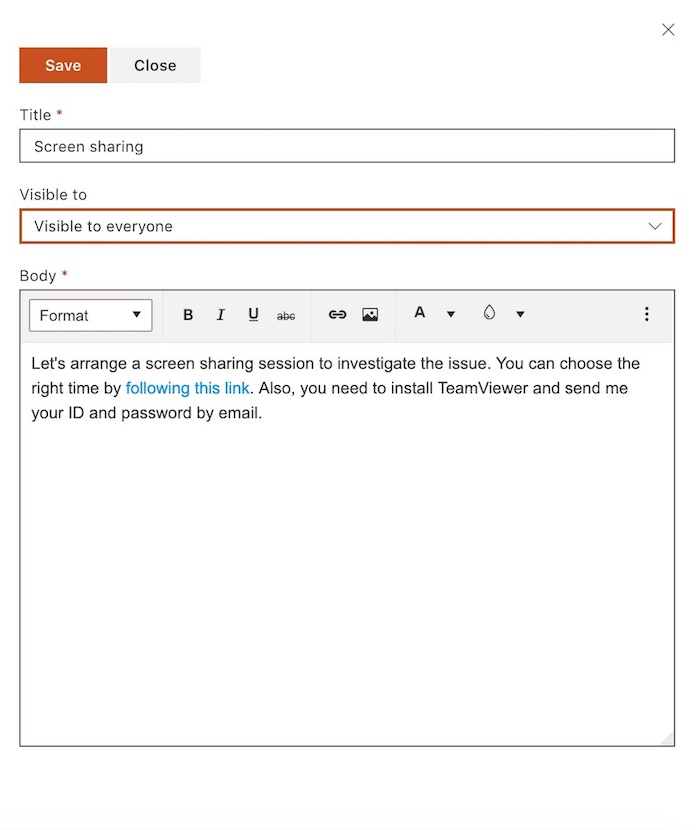 Save Close
Title *
Screen sharing
Visible to
Visible to everyone
Body *
Format B I U abc A
Let's arrange a screen sharing session to investigate the issue. You can choose the
right time by following this link. Also, you need to install TeamViewer and send me
your ID and password by email.